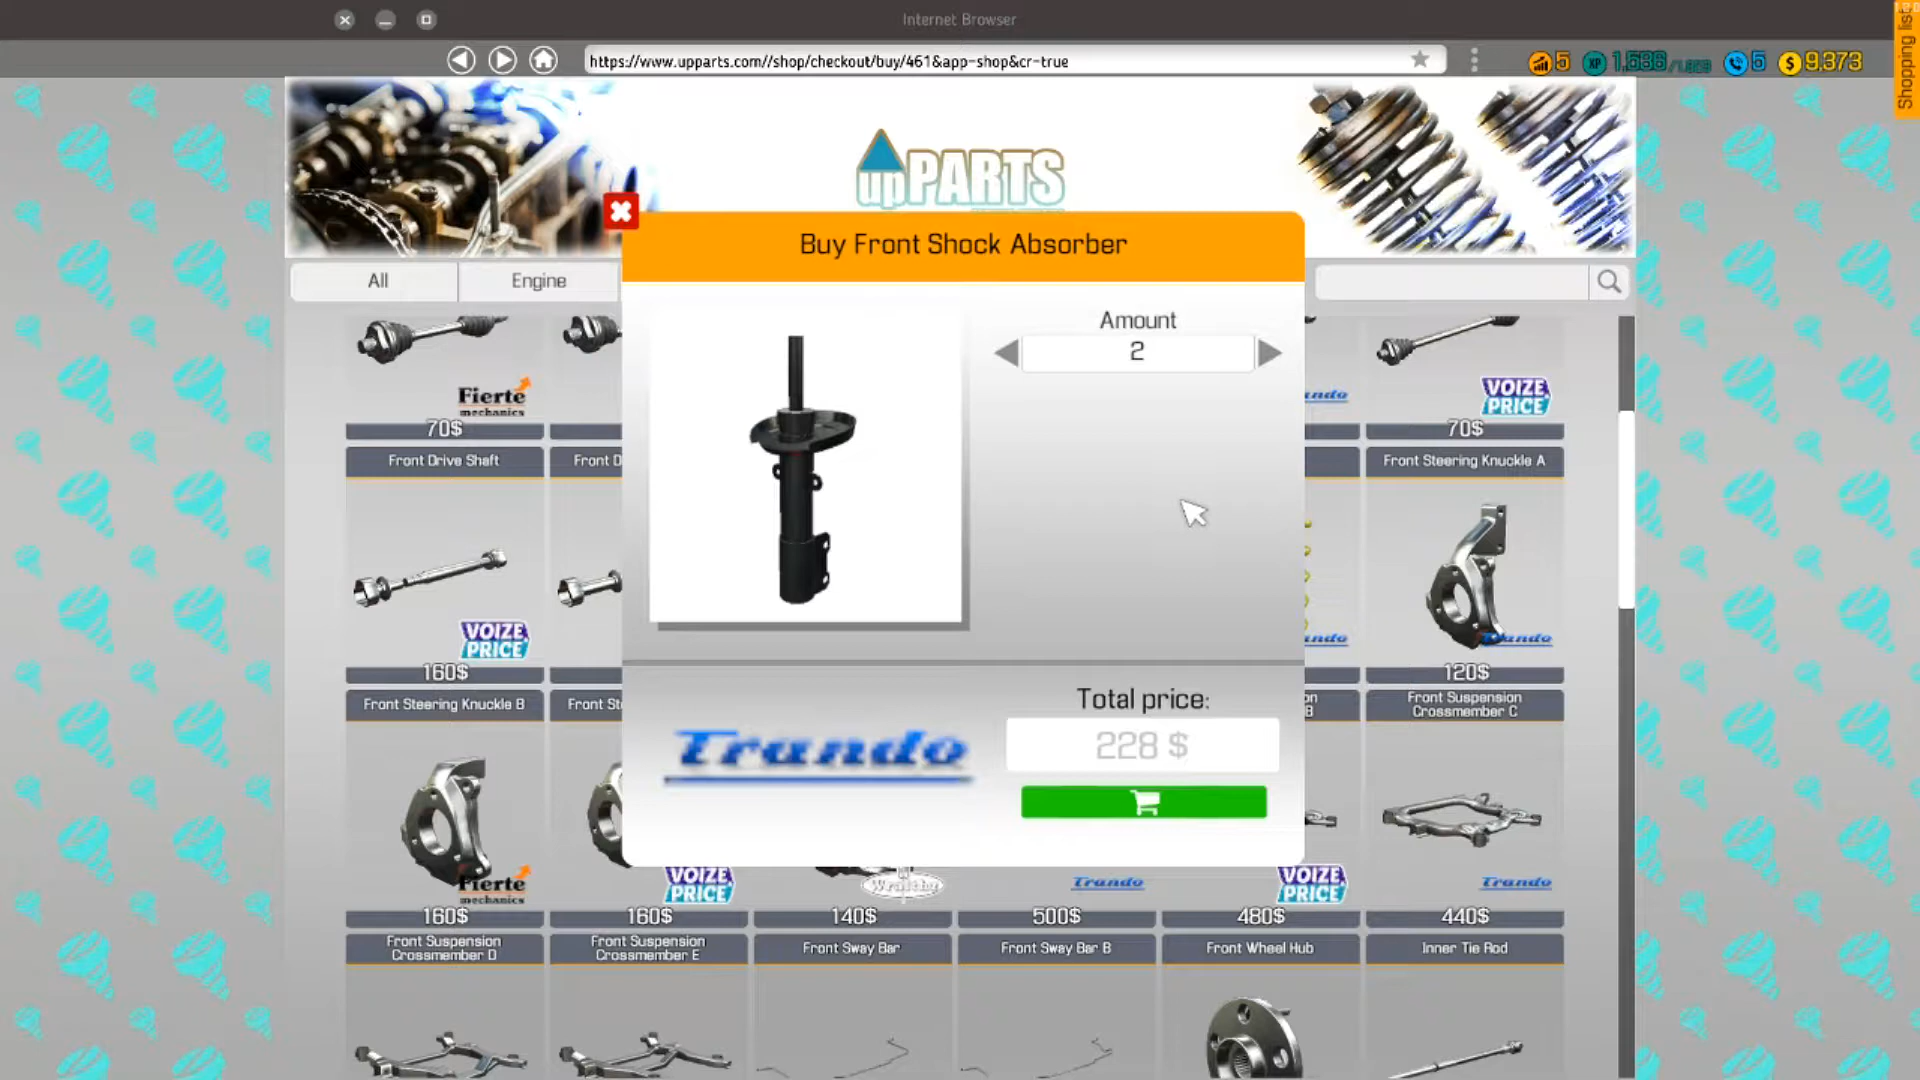 Internet Browser
https://www.upparts.com//shop/checkout/buy/461&app-shop&cr-true
5
XP
5
$ 9,373
Shopping list
upPARTS
Buy Front Shock Absorber
All
Engine
Amount
2
Fierte
mechanics
ando
VOIZE
PRICE
70$
70$
Front Drive Shaft
Front D
Front Steering Knuckle A
VOIZE
PRICE
ando
ando
160$
120$
Front Steering Knuckle B
Front St
B
Front Suspension
Crossmember C
Total price:
228 $
Trando
Fierte
mechanics
VOIZE
PRICE
Trando
VOIZE
PRICE
Trando
160$
160$
140$
500$
480$
440$
Front Suspension
Crossmember D
Front Suspension
Crossmember E
Front Sway Bar
Front Sway Bar B
Front Wheel Hub
Inner Tie Rod